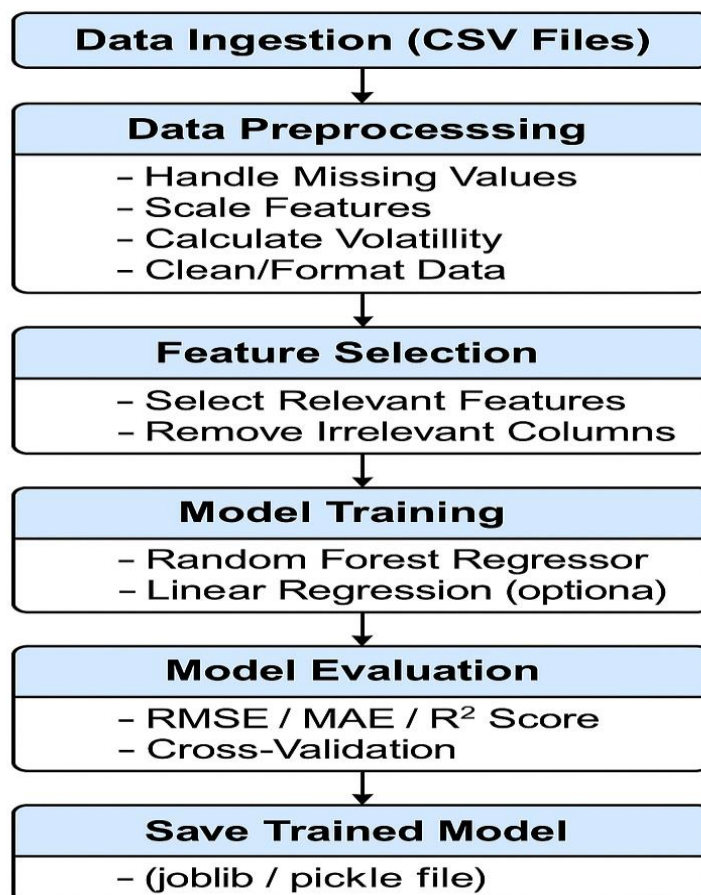 Data Ingestion (CSV Files)
Data Preprocesssing
– Handle Missing Values
– Scale Features
– Calculate Volatillity
– Clean/Format Data
Feature Selection
– Select Relevant Features
– Remove Irrelevant Columns
Model Training
– Random Forest Regressor
– Linear Regression (optiona)
Model Evaluation
– RMSE / MAE / R² Score
– Cross-Validation
Save Trained Model
– (joblib / pickle file)